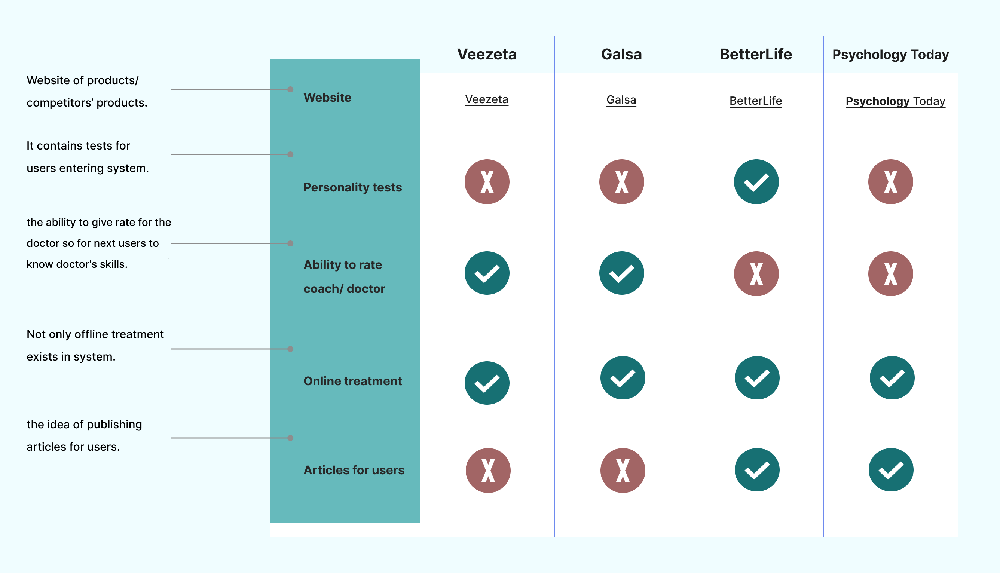 Veezeta
Galsa
BetterLife
Psychology Today
Website of products/
competitors’ products.
Website
Veezeta
Galsa
BetterLife
Psychology Today
It contains tests for
users entering system.
Personality tests
X
X
X
the ability to give rate for the
doctor so for next users to
know doctor's skills.
Ability to rate
coach/ doctor
X
X
Not only offline treatment
exists in system.
Online treatment
the idea of publishing
articles for users.
Articles for users
X
X